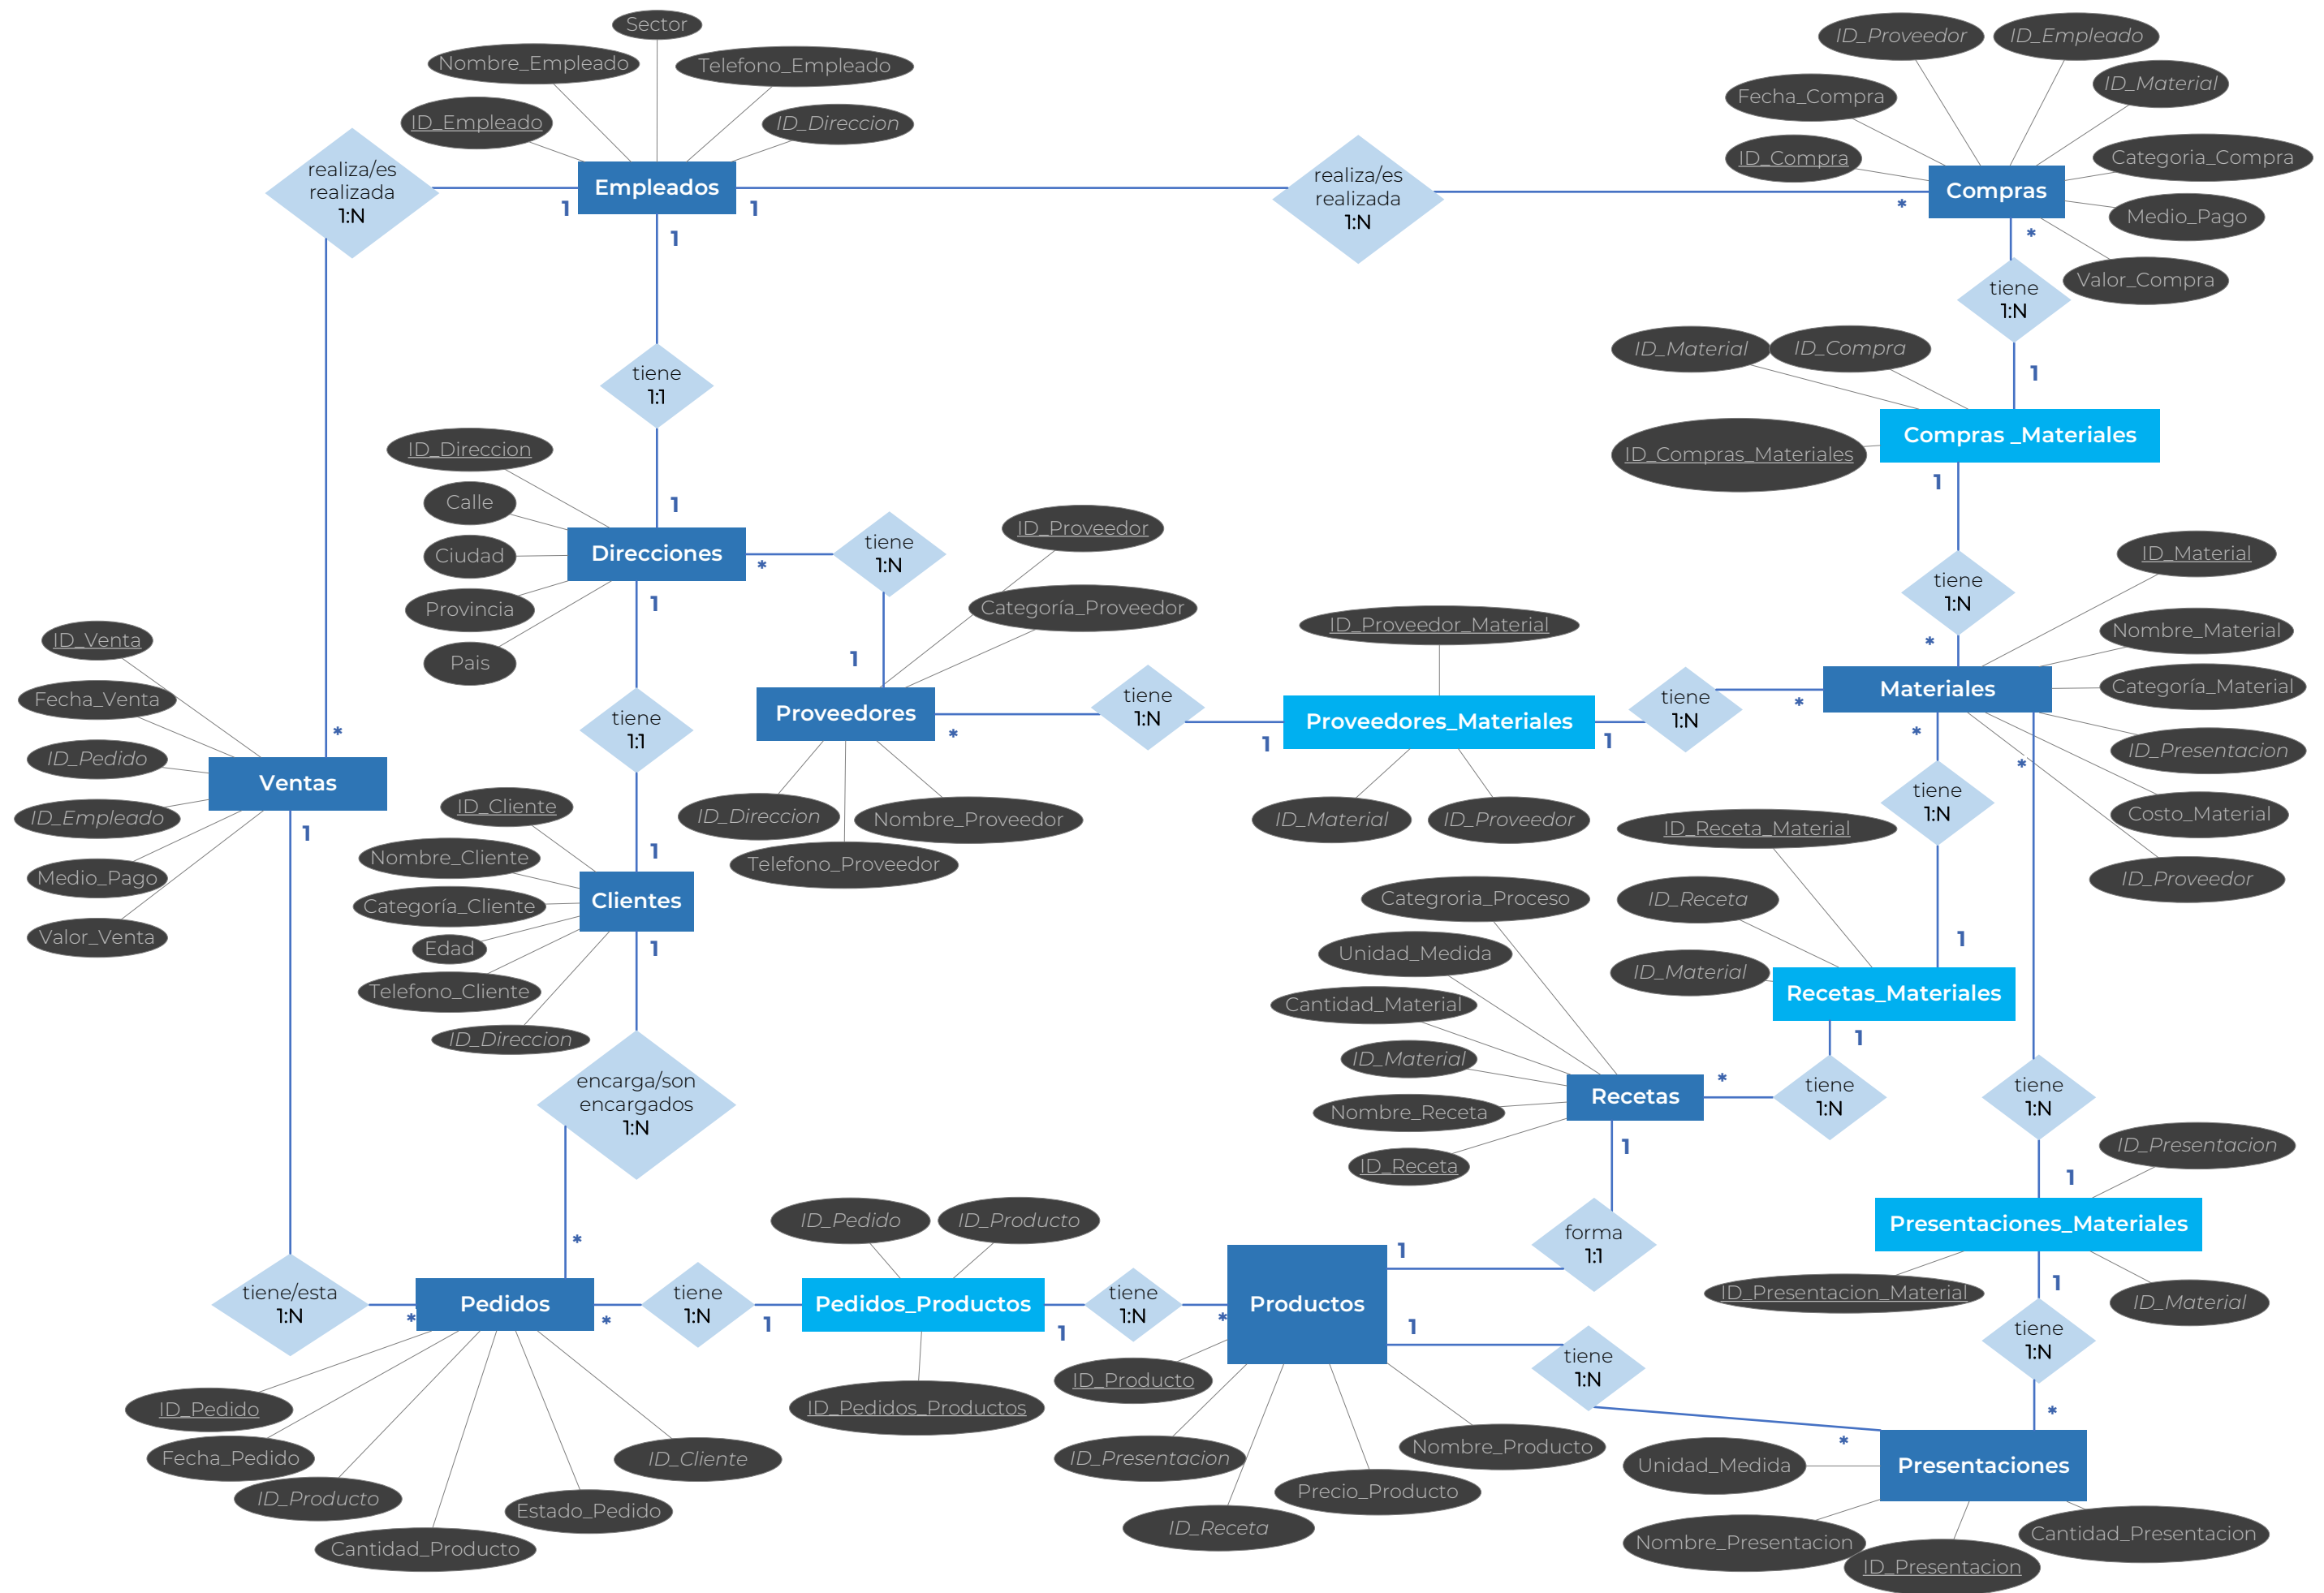 Sector
Nombre_Empleado
Telefono_Empleado
ID_Empleado
ID_Direccion
Empleados
realiza/es
realizada
1:N
1
1
1
realiza/es
realizada
1:N
ID_Proveedor
ID_Empleado
Fecha_Compra
ID_Material
ID_Compra
Categoria_Compra
Compras
Medio_Pago
Valor_Compra
*
*
tiene
1:N
1
ID_Material
ID_Compra
Compras _Materiales
ID_Compras_Materiales
1
tiene
1:N
*
tiene
1:1
1
ID_Direccion
Calle
Ciudad
Provincia
Pais
Direcciones
*
1
tiene
1:N
1
ID_Proveedor
Categoría_Proveedor
Proveedores
*
ID_Direccion
Telefono_Proveedor
Nombre_Proveedor
tiene
1:N
1
ID_Proveedor_Material
Proveedores_Materiales
1
ID_Material
ID_Proveedor
tiene
1:N
*
ID_Material
Nombre_Material
Categoría_Material
ID_Presentacion
Costo_Material
ID_Proveedor
Materiales
*
*
tiene
1:N
1
ID_Receta_Material
ID_Receta
ID_Material
Recetas_Materiales
1
tiene
1:N
*
ID_Venta
Fecha_Venta
ID_Pedido
ID_Empleado
Medio_Pago
Valor_Venta
*
Ventas
1
tiene
1:1
1
ID_Cliente
Nombre_Cliente
Categoría_Cliente
Edad
Telefono_Cliente
ID_Direccion
Clientes
1
encarga/son
encargados
1:N
*
Categroria_Proceso
Unidad_Medida
Cantidad_Material
ID_Material
Nombre_Receta
ID_Receta
Recetas
1
forma
1:1
1
tiene
1:N
1
ID_Presentacion
Presentaciones_Materiales
ID_Presentacion_Material
ID_Material
1
tiene
1:N
*
tiene/esta
1:N
*
Pedidos
*
ID_Pedido
Fecha_Pedido
ID_Producto
Cantidad_Producto
Estado_Pedido
ID_Cliente
tiene
1:N
1
ID_Pedido
ID_Producto
Pedidos_Productos
ID_Pedidos_Productos
1
tiene
1:N
*
Productos
1
ID_Producto
ID_Presentacion
ID_Receta
Precio_Producto
Nombre_Producto
tiene
1:N
*
Presentaciones
Unidad_Medida
Nombre_Presentacion
ID_Presentacion
Cantidad_Presentacion